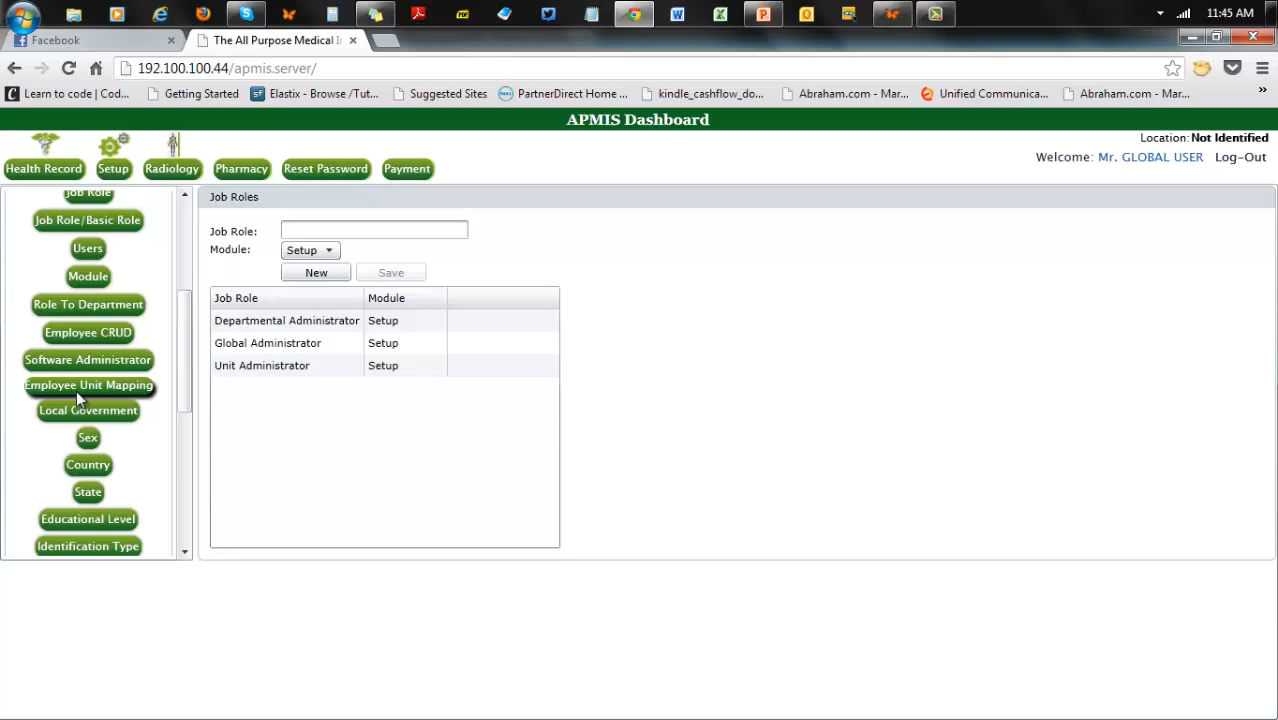 11:45 AM
Facebook
The All Purpose Medical I
192.100.100.44/apmis.server/
Learn to code | Cod...
Getting Started
Elastix - Browse /Tut...
Suggested Sites
PartnerDirect Home ...
kindle_cashflow_do...
Abraham.com - Mar...
Unified Communica...
Abraham.com - Mar...
APMIS Dashboard
Location: Not Identified
Welcome: Mr. GLOBAL USER Log-Out
Health Record
Setup
Radiology
Pharmacy
Reset Password
Payment
Job Role
Job Role/Basic Role
Users
Module
Role To Department
Employee CRUD
Software Administrator
Employee Unit Mapping
Local Government
Sex
Country
State
Educational Level
Identification Type
Job Roles
Job Role:
Module: Setup
New Save
Job Role Module
Departmental Administrator Setup
Global Administrator Setup
Unit Administrator Setup